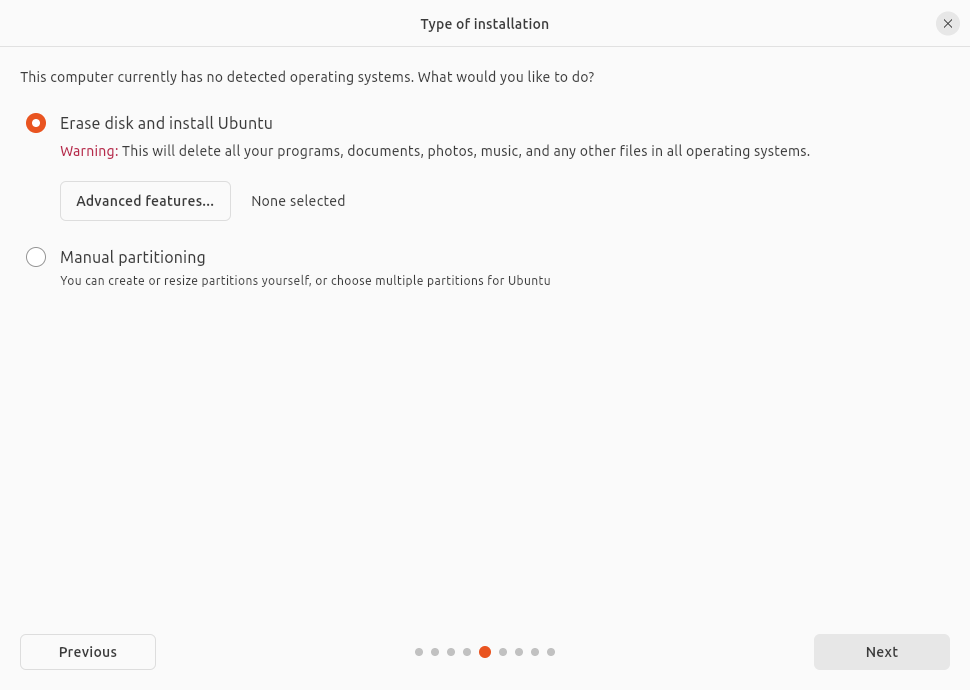 Type of installation
This computer currently has no detected operating systems. What would you like to do?
Erase disk and install Ubuntu
Warning: This will delete all your programs, documents, photos, music, and any other files in all operating systems.
Advanced features...
None selected
Manual partitioning
You can create or resize partitions yourself, or choose multiple partitions for Ubuntu
Previous
Next